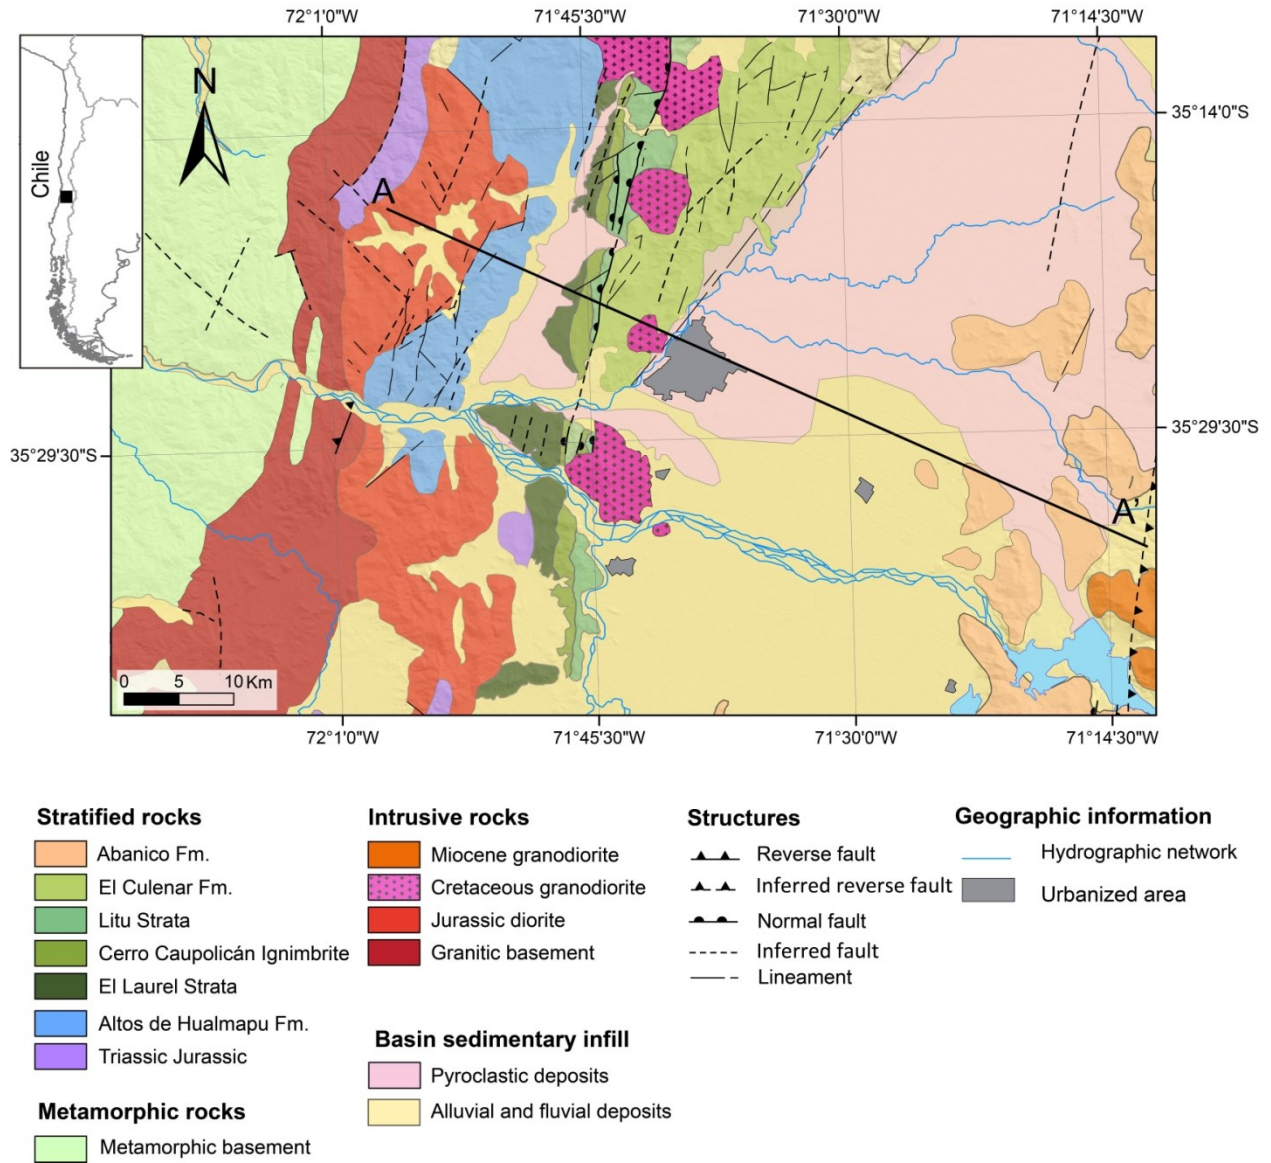 72°1'0"W 71°45'30"W 71°30'0"W 71°14'30"W
N
Chile
35°14'0"S
A
35°29'30"S
35°29'30"S
A'
0 5 10 Km
72°1'0"W 71°45'30"W 71°30'0"W 71°14'30"W
Stratified rocks
Abanico Fm.
El Culenar Fm.
Litu Strata
Cerro Caupolicán Ignimbrite
El Laurel Strata
Altos de Hualmapu Fm.
Triassic Jurassic
Metamorphic rocks
Metamorphic basement
Intrusive rocks
Miocene granodiorite
Cretaceous granodiorite
Jurassic diorite
Granitic basement
Basin sedimentary infill
Pyroclastic deposits
Alluvial and fluvial deposits
Structures
Reverse fault
Inferred reverse fault
Normal fault
Inferred fault
Lineament
Geographic information
Hydrographic network
Urbanized area